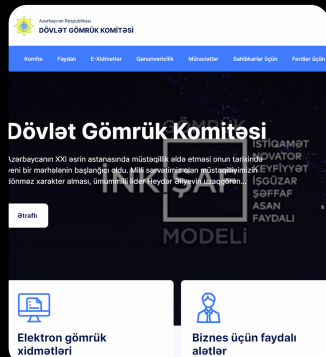 Azərbaycan Respublikası
DÖVLƏT GÖMRÜK KOMİTƏSİ
Komitə Faydalı E-Xidmətlər Qanunvericilik Müraciətlər Sahibkarlar üçün Fərdlər üçün
GÖMRÜK
Dövlət Gömrük Komitəsi
Azərbaycanın XXI əsrin astanasında müstəqillik əldə etməsi onun tarixində
yeni bir mərhələnin başlanğıcı oldu. Milli sərvətimiz olan müstəqilliyimizin
dönməz xarakter alması, ümummilli lider Heydər Əliyevin uzaqgörən...
İNKİŞAF
MODELİ
İSTİQAMƏT
NOVATOR
KEYFİYYƏT
İŞGÜZAR
ŞƏFFAF
ASAN
FAYDALI
Ətraflı
Elektron gömrük
xidmətləri
Biznes üçün faydalı
alətlər